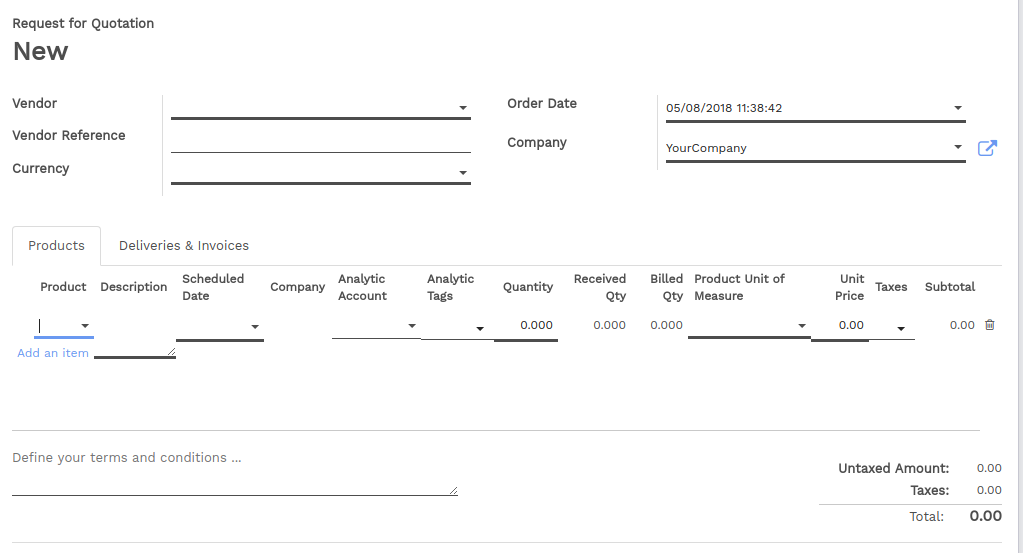 Request for Quotation
New
Vendor
Order Date 05/08/2018 11:38:42
Vendor Reference
Company YourCompany
Currency
Products Deliveries & Invoices
Product Description Scheduled Date Company Analytic Account Analytic Tags Quantity Received Qty Billed Qty Product Unit of Measure Unit Price Taxes Subtotal
0.000 0.000 0.000 0.00 0.00
Add an item
Define your terms and conditions ...
Untaxed Amount: 0.00
Taxes: 0.00
Total: 0.00